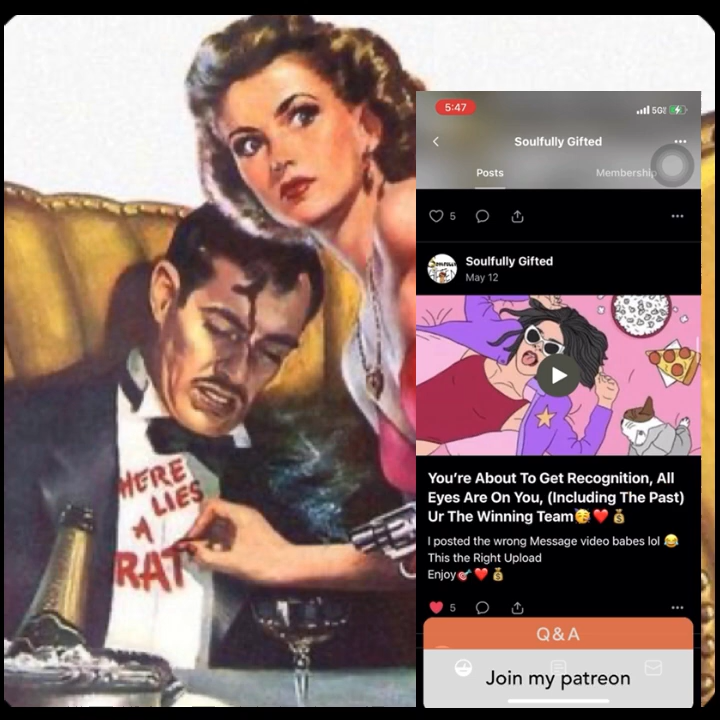 HERE
LIES
A
RAT
5:47
5G
Soulfully Gifted
Posts
Membership
5
Soulfully Gifted
May 12
You're About To Get Recognition, All
Eyes Are On You, (Including The Past)
Ur The Winning Team🥳❤️💰
I posted the wrong Message video babes lol 😂
This the Right Upload
Enjoy💘❤️💰
5
Q&A
Join my patreon